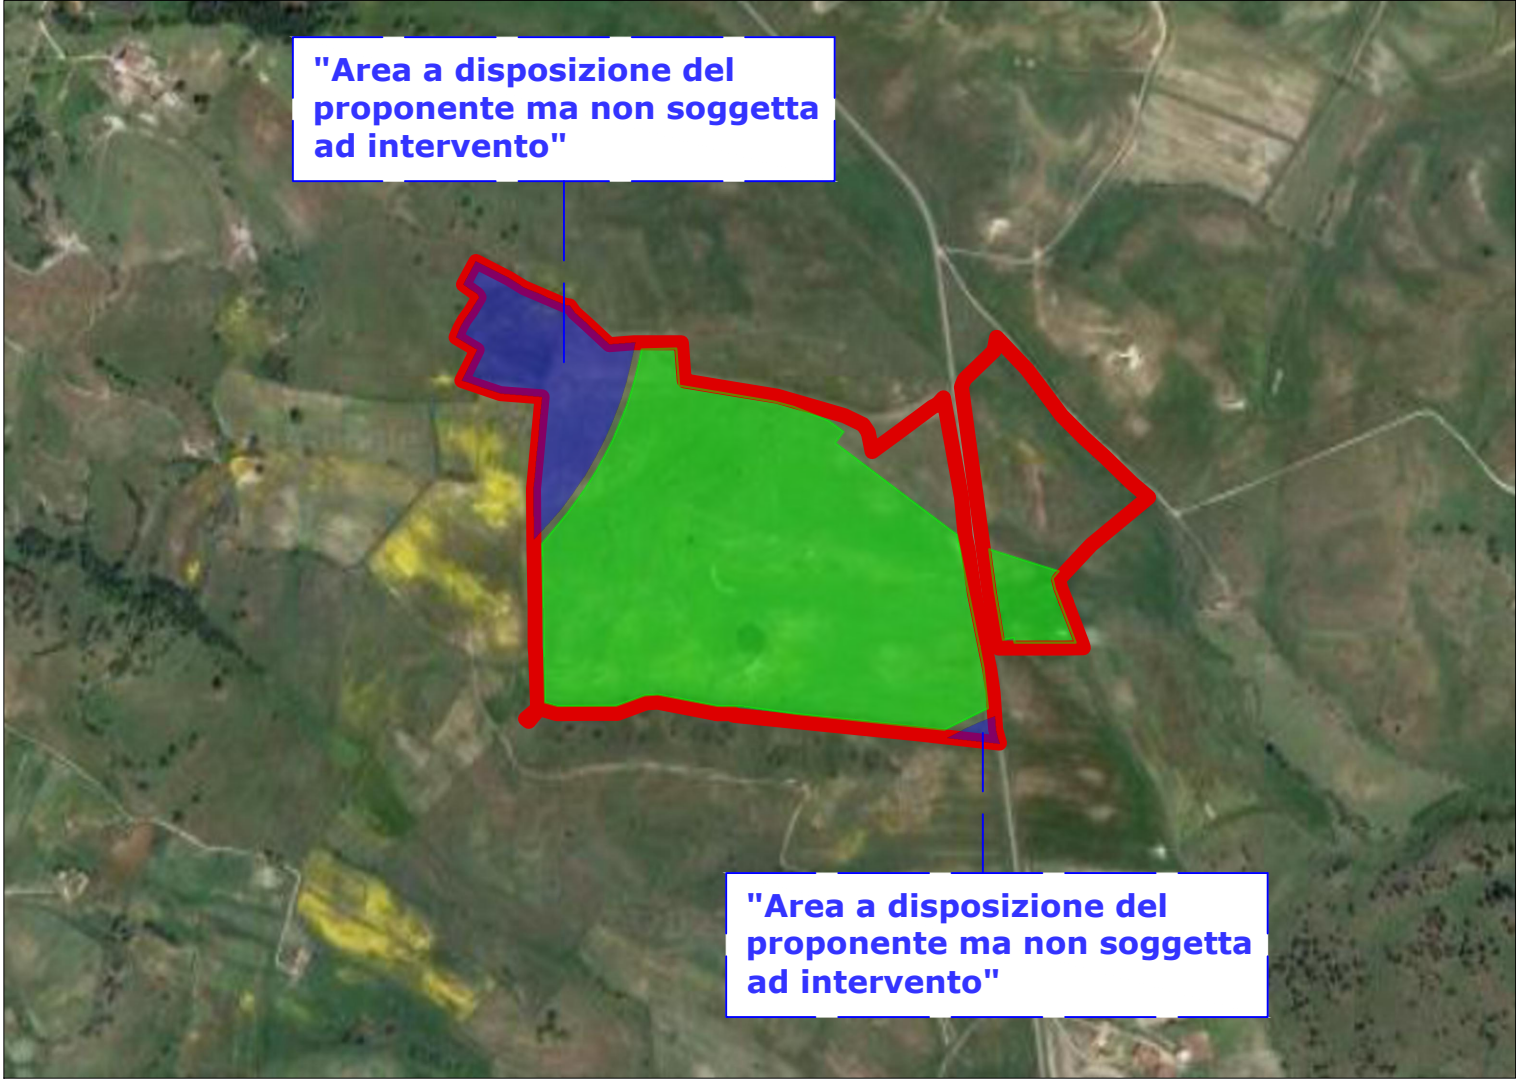 "Area a disposizione del
proponente ma non soggetta
ad intervento"
"Area a disposizione del
proponente ma non soggetta
ad intervento"